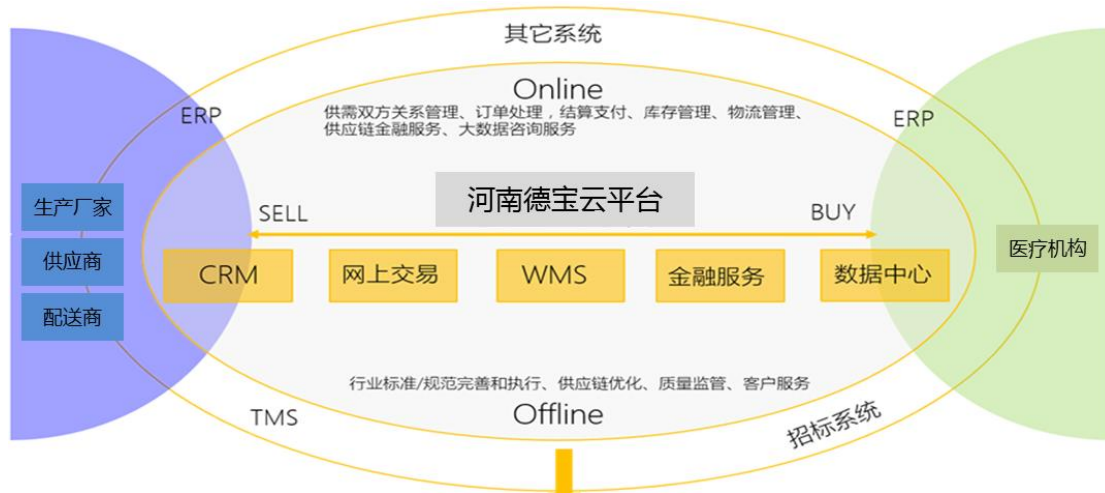 其它系统
Online
供需双方关系管理、订单处理，结算支付、库存管理、物流管理、
供应链金融服务、大数据咨询服务
ERP
ERP
河南德宝云平台
生产厂家
供应商
配送商
SELL
BUY
医疗机构
CRM
网上交易
WMS
金融服务
数据中心
行业标准/规范完善和执行、供应链优化、质量监管、客户服务
Offline
TMS
招标系统